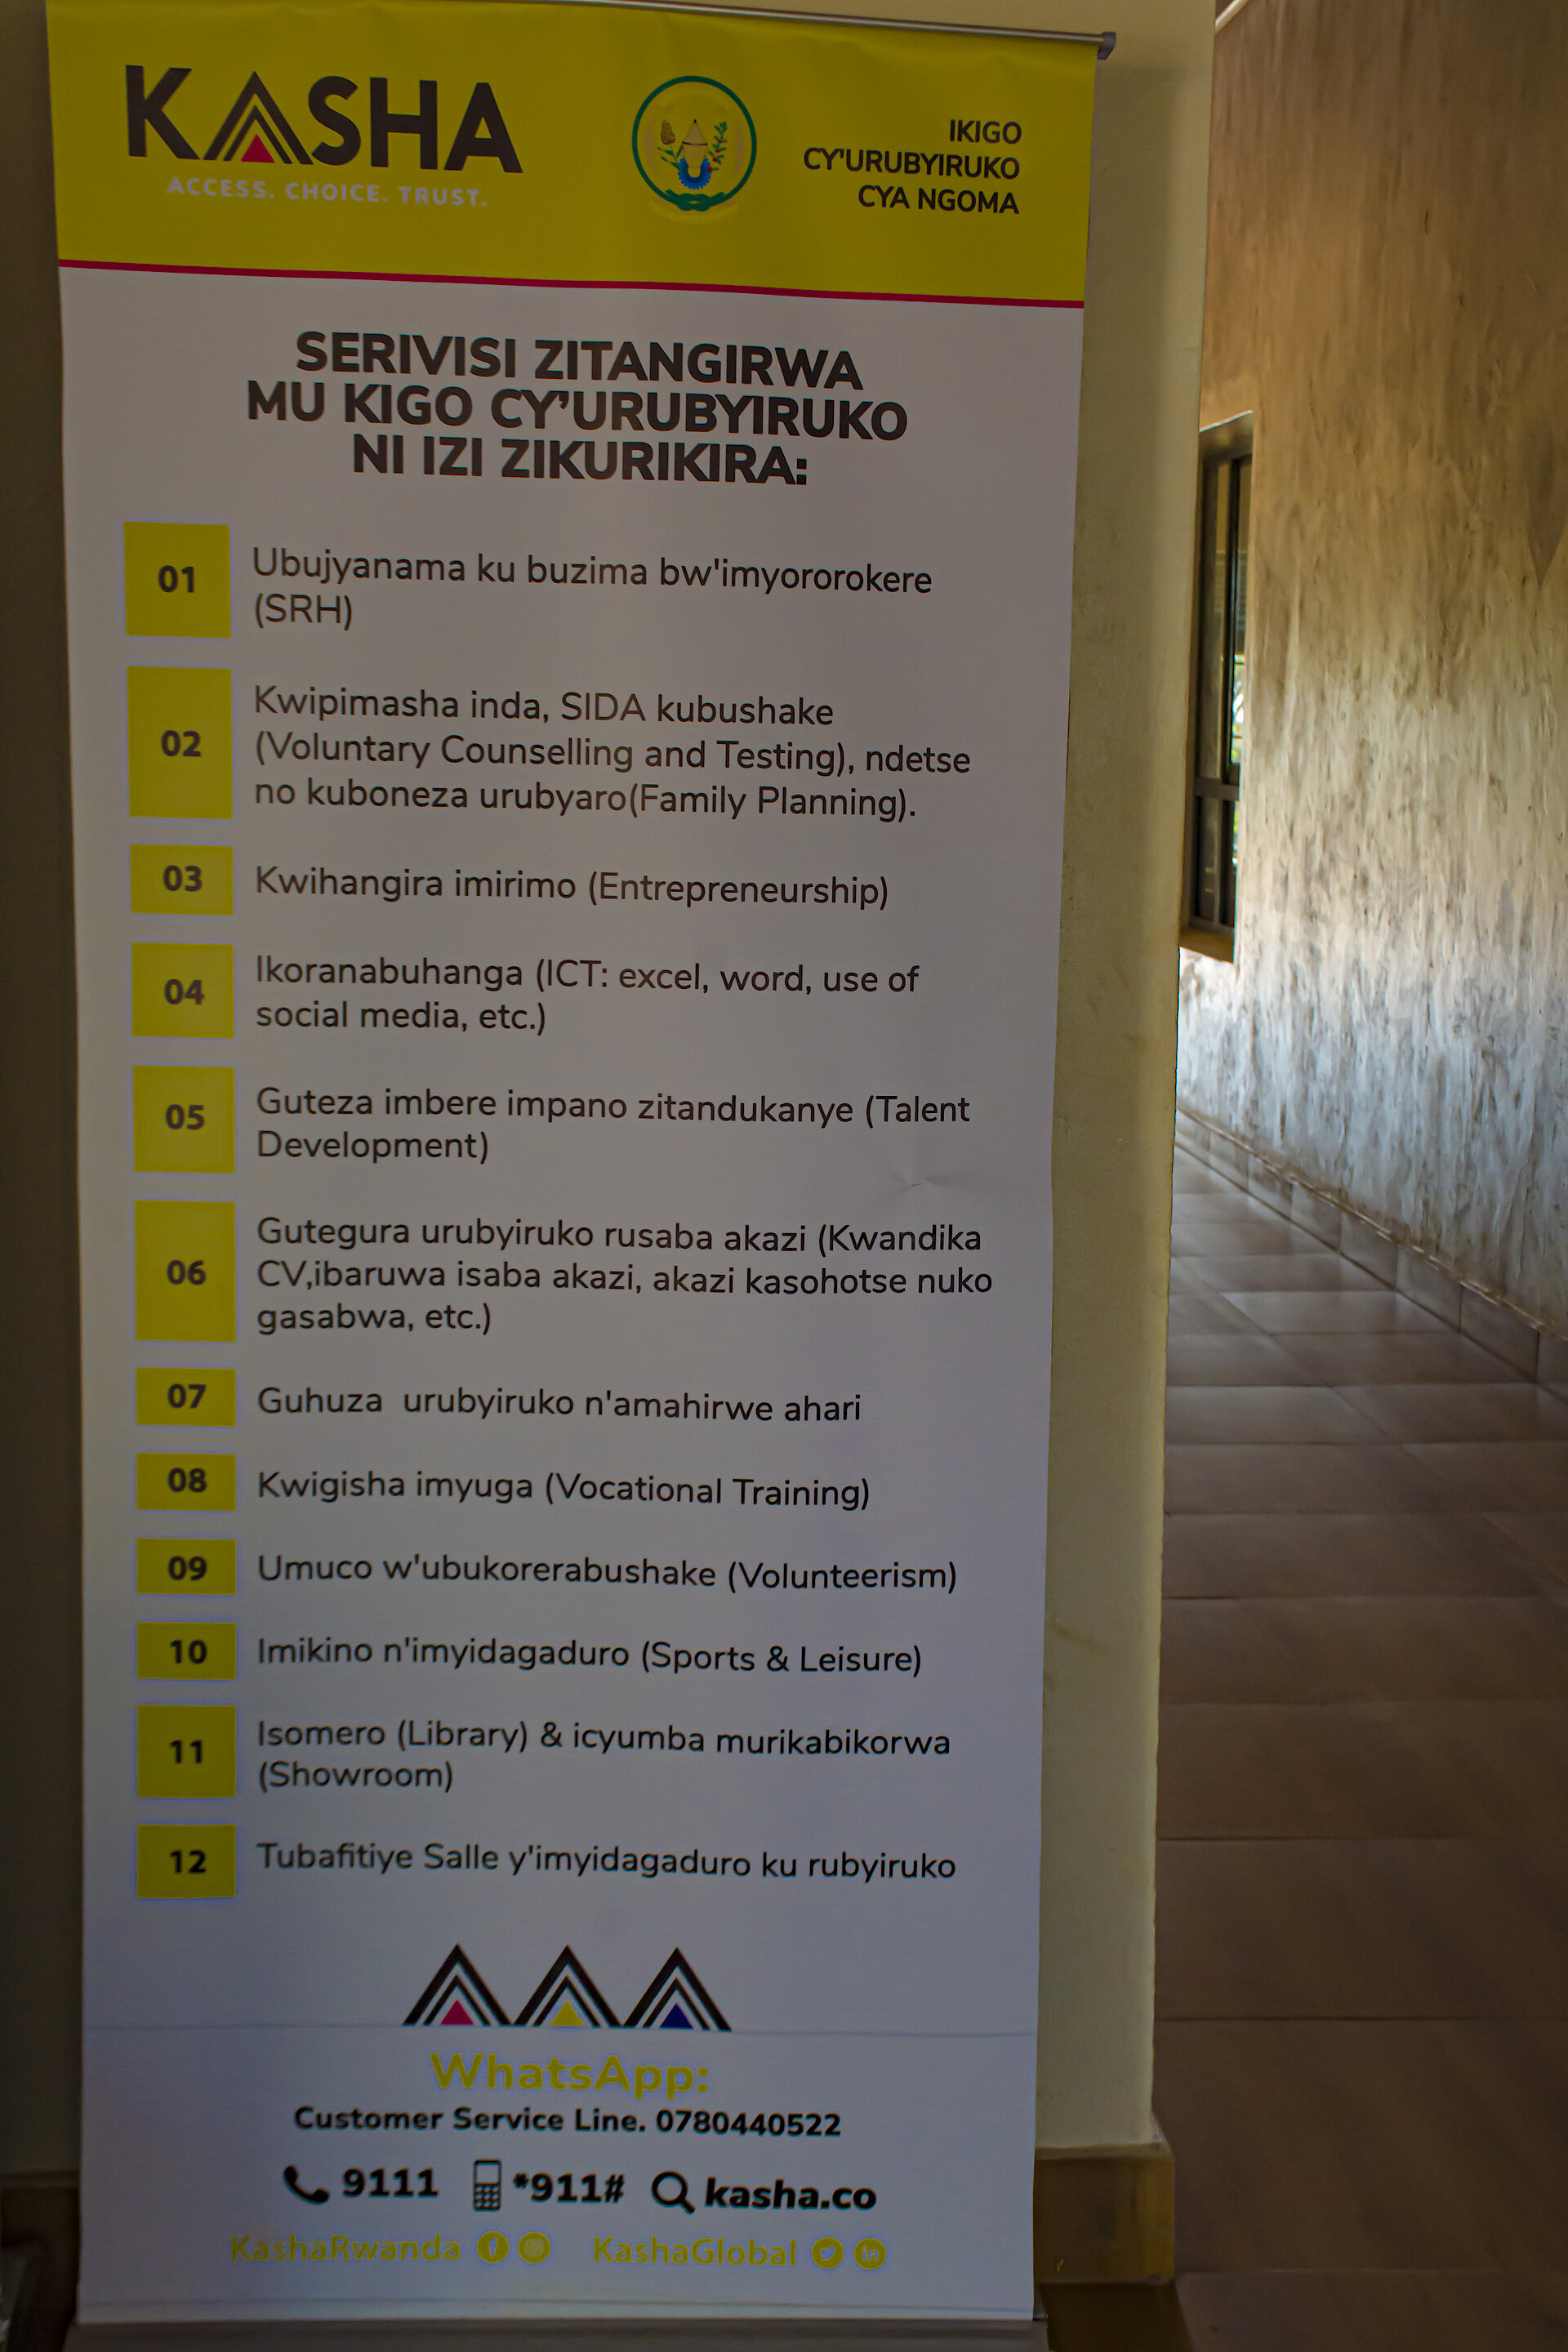 KASHA
ACCESS. CHOICE. TRUST.
IKIGO
CY'URUBYIRUKO
CYA NGOMA
SERIVISI ZITANGIRWA
MU KIGO CY'URUBYIRUKO
NI IZI ZIKURIKIRA:
01 Ubujyanama ku buzima bw'imyororokere
(SRH)
02 Kwipimasha inda, SIDA kubushake
(Voluntary Counselling and Testing), ndetse
no kuboneza urubyaro(Family Planning).
03 Kwihangira imirimo (Entrepreneurship)
04 Ikoranabuhanga (ICT: excel, word, use of
social media, etc.)
05 Guteza imbere impano zitandukanye (Talent
Development)
06 Gutegura urubyiruko rusaba akazi (Kwandika
CV,ibaruwa isaba akazi, akazi kasohotse nuko
gasabwa, etc.)
07 Guhuza urubyiruko n'amahirwe ahari
08 Kwigisha imyuga (Vocational Training)
09 Umuco w'ubukorerabushake (Volunteerism)
10 Imikino n'imyidagaduro (Sports & Leisure)
11 Isomero (Library) & icyumba murikabikorwa
(Showroom)
12 Tubafitiye Salle y'imyidagaduro ku rubyiruko
WhatsApp:
Customer Service Line. 0780440522
9111 *911# kasha.co
KashaRwanda KashaGlobal